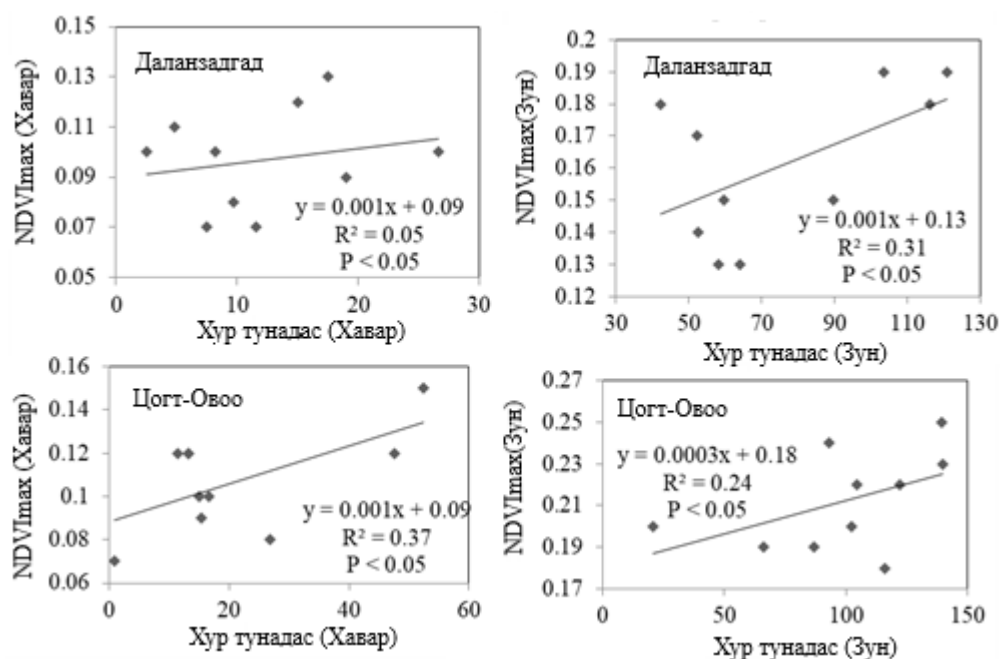 NDVImax (Хавар)
0.15
0.13
0.11
0.09
0.07
0.05
Даланзадгад
y = 0.001x + 0.09
R² = 0.05
P < 0.05
0 10 20 30
Хур тунадас (Хавар)
NDVImax(Зун)
0.2
0.19
0.18
0.17
0.16
0.15
0.14
0.13
0.12
Даланзадгад
y = 0.001x + 0.13
R² = 0.31
P < 0.05
30 50 70 90 110 130
Хур тунадас (Зун)
NDVImax (Хавар)
0.16
0.14
0.12
0.1
0.08
0.06
Цогт-Овоо
y = 0.001x + 0.09
R² = 0.37
P < 0.05
0 20 40 60
Хур тунадас (Хавар)
NDVImax(Зун)
0.27
0.25
0.23
0.21
0.19
0.17
Цогт-Овоо
y = 0.0003x + 0.18
R² = 0.24
P < 0.05
0 50 100 150
Хур тунадас (Зун)